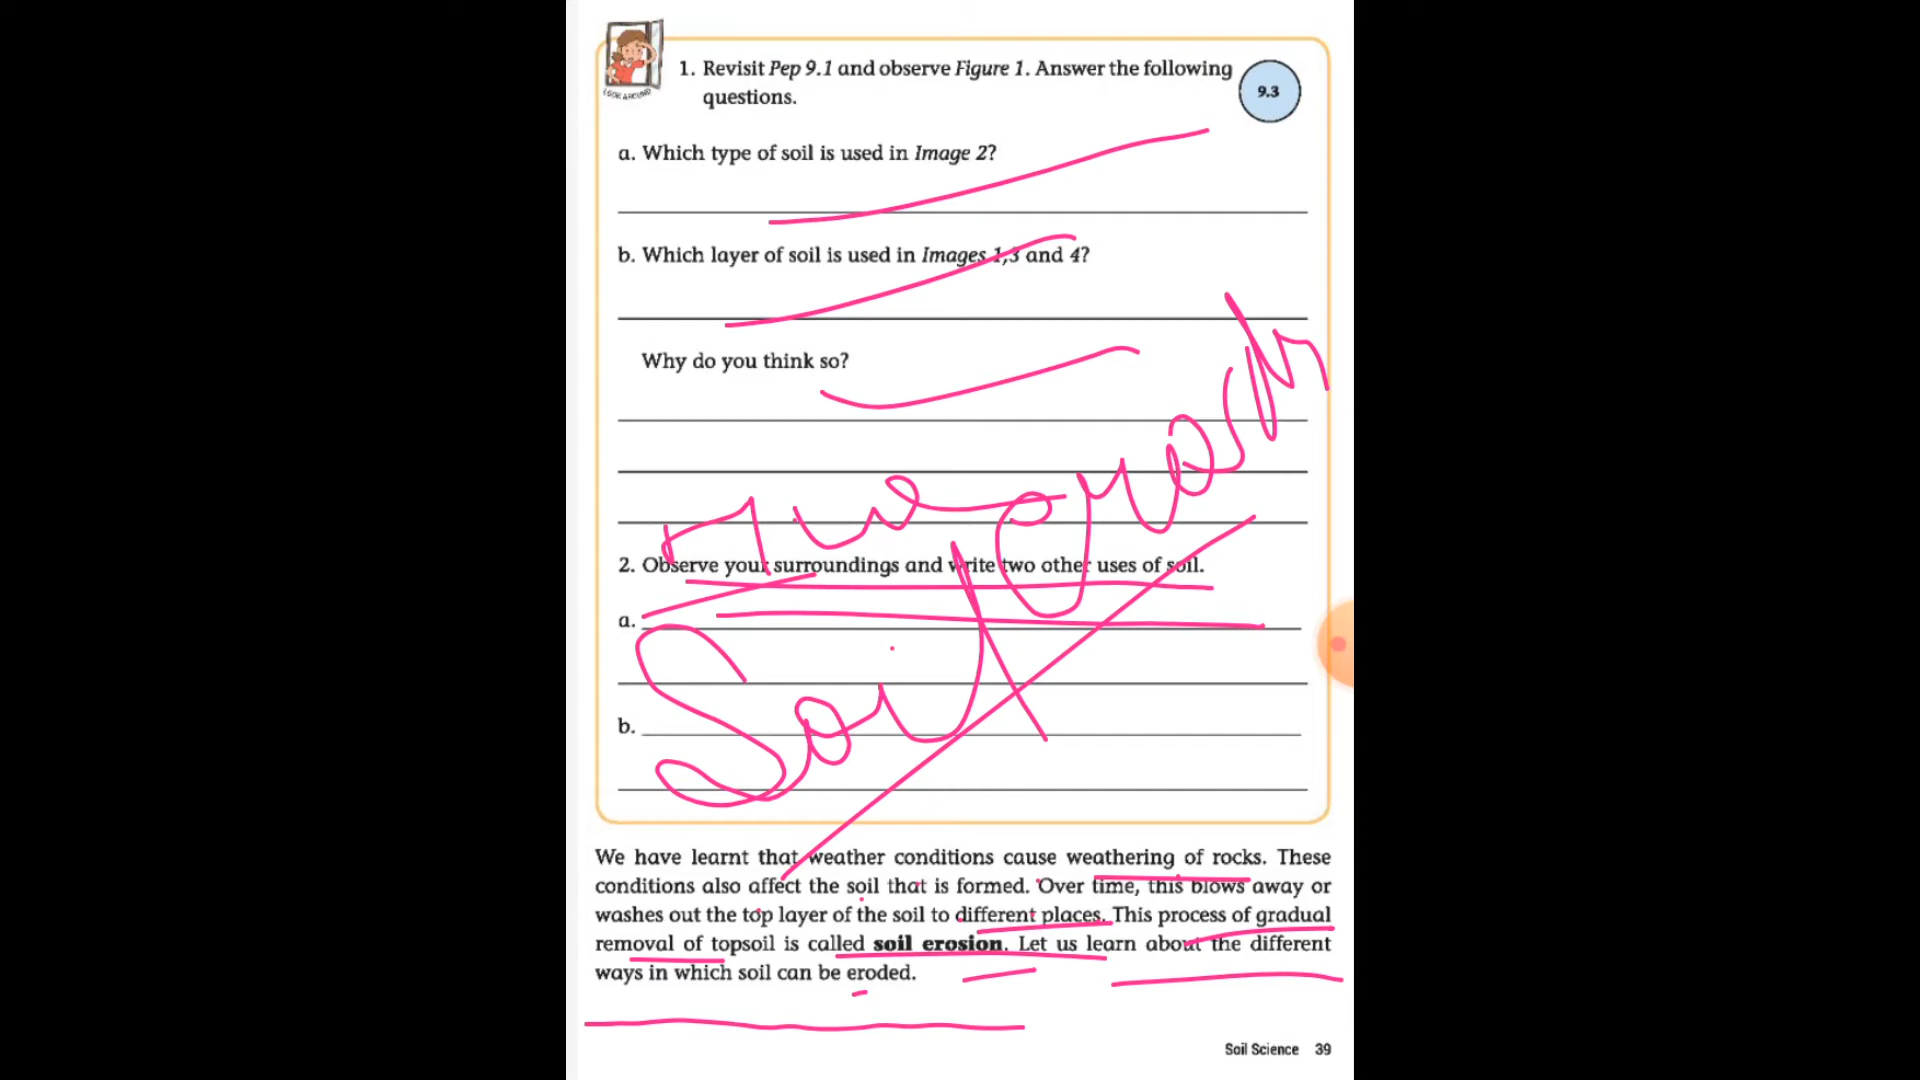 LOOK AROUND
1. Revisit Pep 9.1 and observe Figure 1. Answer the following
questions.
9.3
a. Which type of soil is used in Image 2?
b. Which layer of soil is used in Images 1,3 and 4?
Why do you think so?
2. Observe your surroundings and write two other uses of soil.
a.
b.
Soil
We have learnt that weather conditions cause weathering of rocks. These
conditions also affect the soil that is formed. Over time, this blows away or
washes out the top layer of the soil to different places. This process of gradual
removal of topsoil is called soil erosion. Let us learn about the different
ways in which soil can be eroded.
Soil Science 39